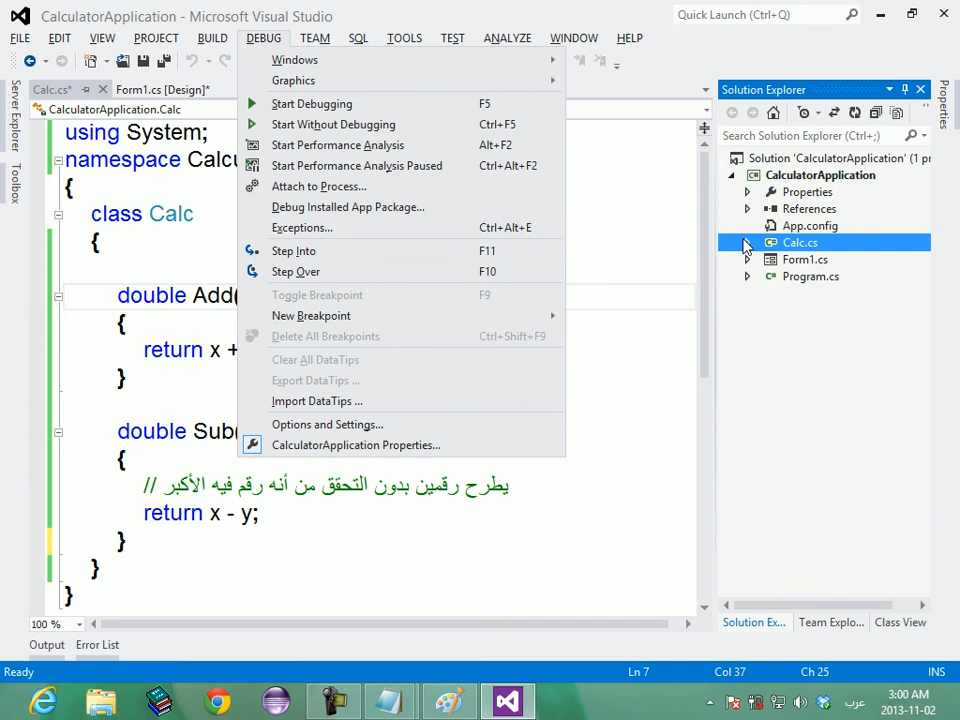 CalculatorApplication - Microsoft Visual Studio
Quick Launch (Ctrl+Q)
FILE EDIT VIEW PROJECT BUILD DEBUG TEAM SQL TOOLS TEST ANALYZE WINDOW HELP
Server Explorer
Toolbox
Calc.cs*
Form1.cs [Design]*
CalculatorApplication.Calc
using System;
namespace Calcu
{
class Calc
{
double Add(
{
return x +
}
double Sub(
{
// يطرح رقمين بدون التحقق من أنه رقم فيه الأكبر
return x - y;
}
}
}
Windows
Graphics
Start Debugging F5
Start Without Debugging Ctrl+F5
Start Performance Analysis Alt+F2
Start Performance Analysis Paused Ctrl+Alt+F2
Attach to Process...
Debug Installed App Package...
Exceptions... Ctrl+Alt+E
Step Into F11
Step Over F10
Toggle Breakpoint F9
New Breakpoint
Delete All Breakpoints Ctrl+Shift+F9
Clear All DataTips
Export DataTips ...
Import DataTips ...
Options and Settings...
CalculatorApplication Properties...
Solution Explorer
Search Solution Explorer (Ctrl+;)
Solution 'CalculatorApplication' (1 pr
CalculatorApplication
Properties
References
App.config
Calc.cs
Form1.cs
Program.cs
Properties
Solution Ex... Team Explo... Class View
100 %
Output Error List
Ready Ln 7 Col 37 Ch 25 INS
عرب
3:00 AM
2013-11-02